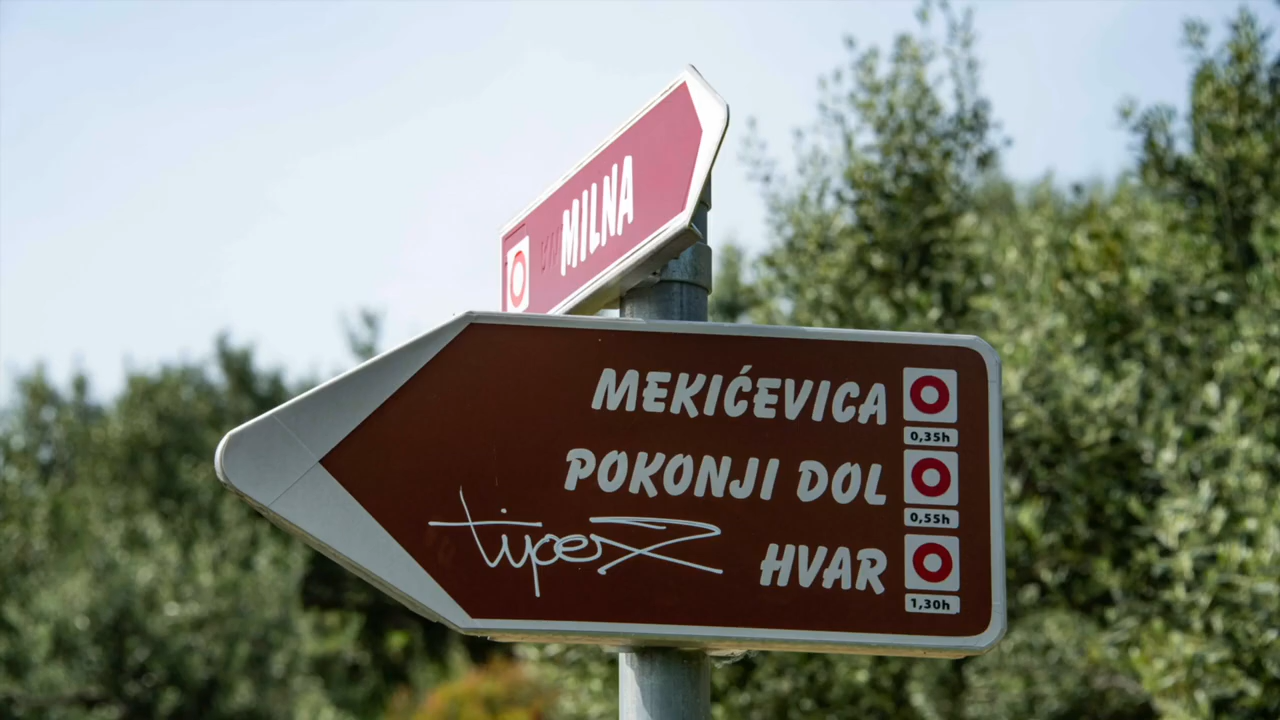 MILNA
MEKIĆEVICA
0,35h
POKONJI DOL
0,55h
HVAR
1,30h